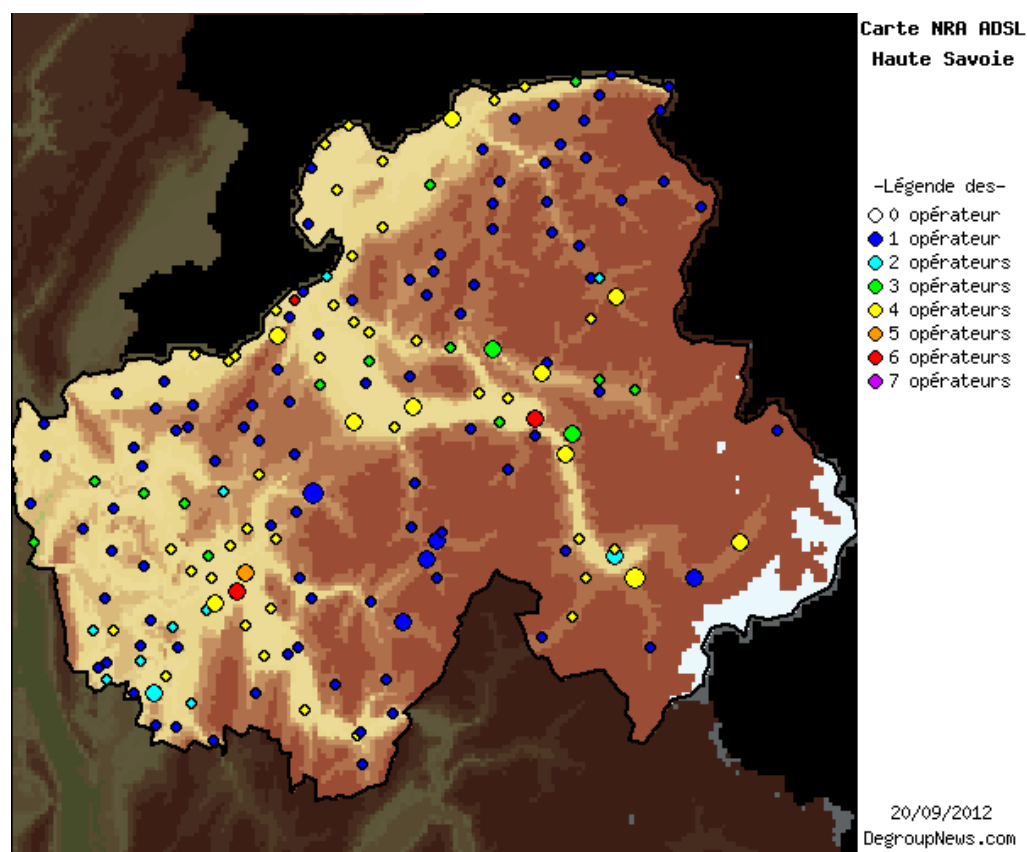 Carte NRA ADSL
Haute Savoie
-Légende des-
0 opérateur
1 opérateur
2 opérateurs
3 opérateurs
4 opérateurs
5 opérateurs
6 opérateurs
7 opérateurs
20/09/2012
DegroupNews.com